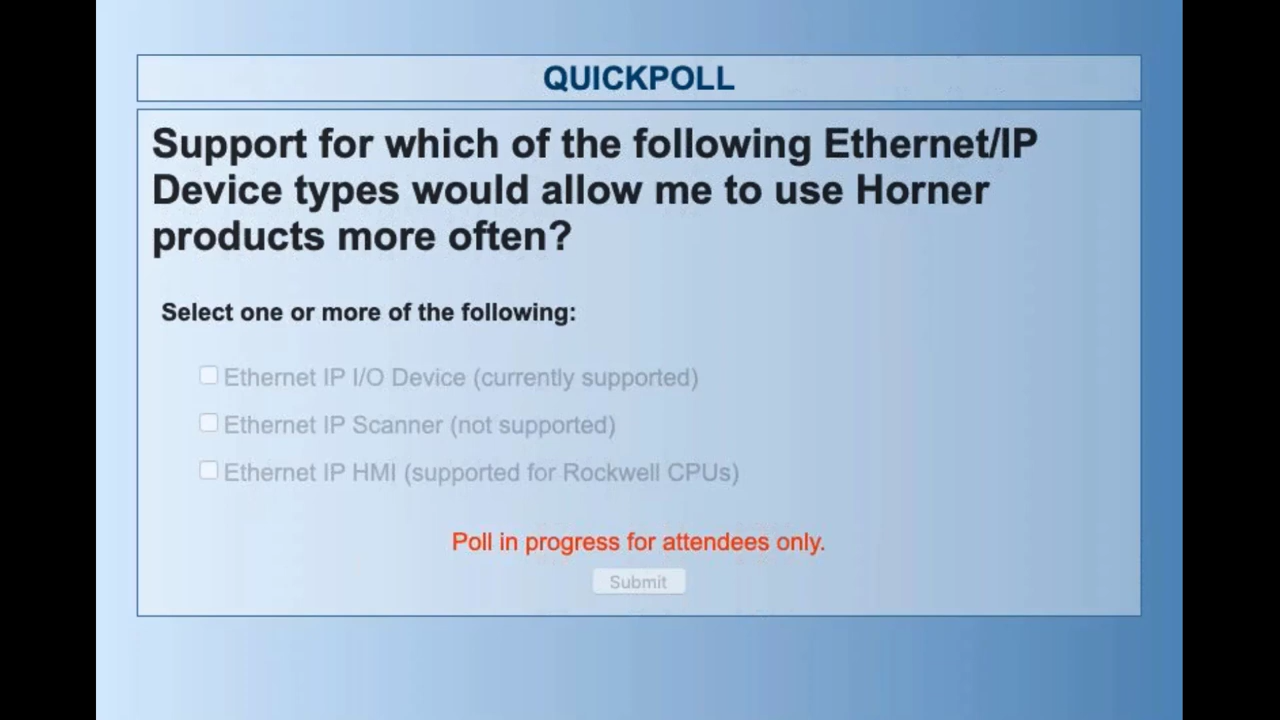 QUICKPOLL
Support for which of the following Ethernet/IP
Device types would allow me to use Horner
products more often?
Select one or more of the following:
Ethernet IP I/O Device (currently supported)
Ethernet IP Scanner (not supported)
Ethernet IP HMI (supported for Rockwell CPUs)
Poll in progress for attendees only.
Submit